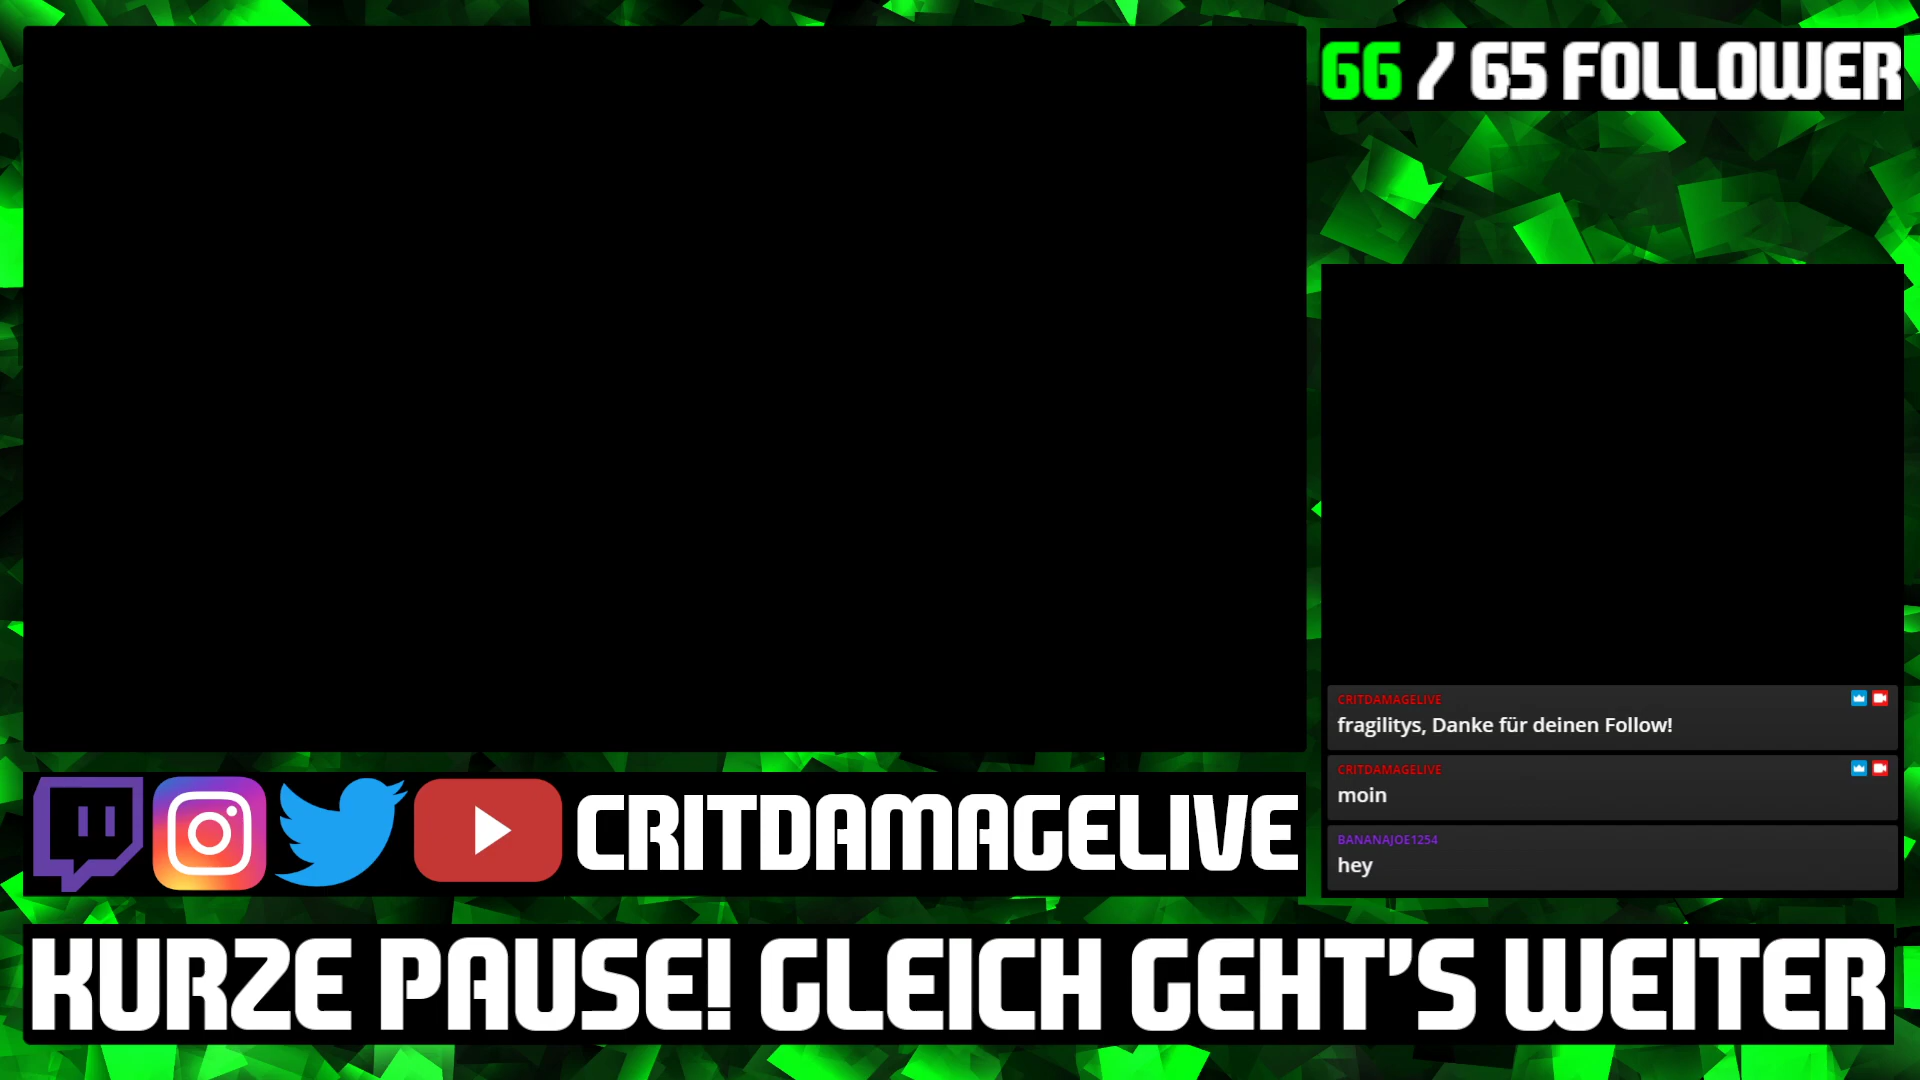 66 / 65 FOLLOWER
CRITDAMAGELIVE
fragilitys, Danke für deinen Follow!
CRITDAMAGELIVE
moin
BANANAJOE1254
hey
CRITDAMAGELIVE
KURZE PAUSE! GLEICH GEHT'S WEITER